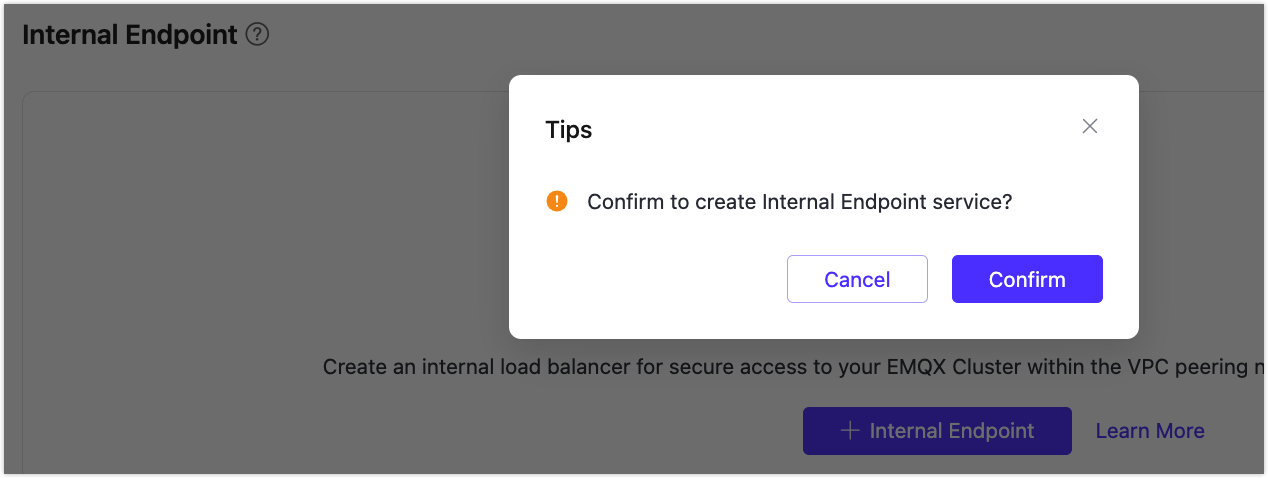 Internal Endpoint ?
Tips
! Confirm to create Internal Endpoint service?
Cancel
Confirm
Create an internal load balancer for secure access to your EMQX Cluster within the VPC peering
+ Internal Endpoint
Learn More